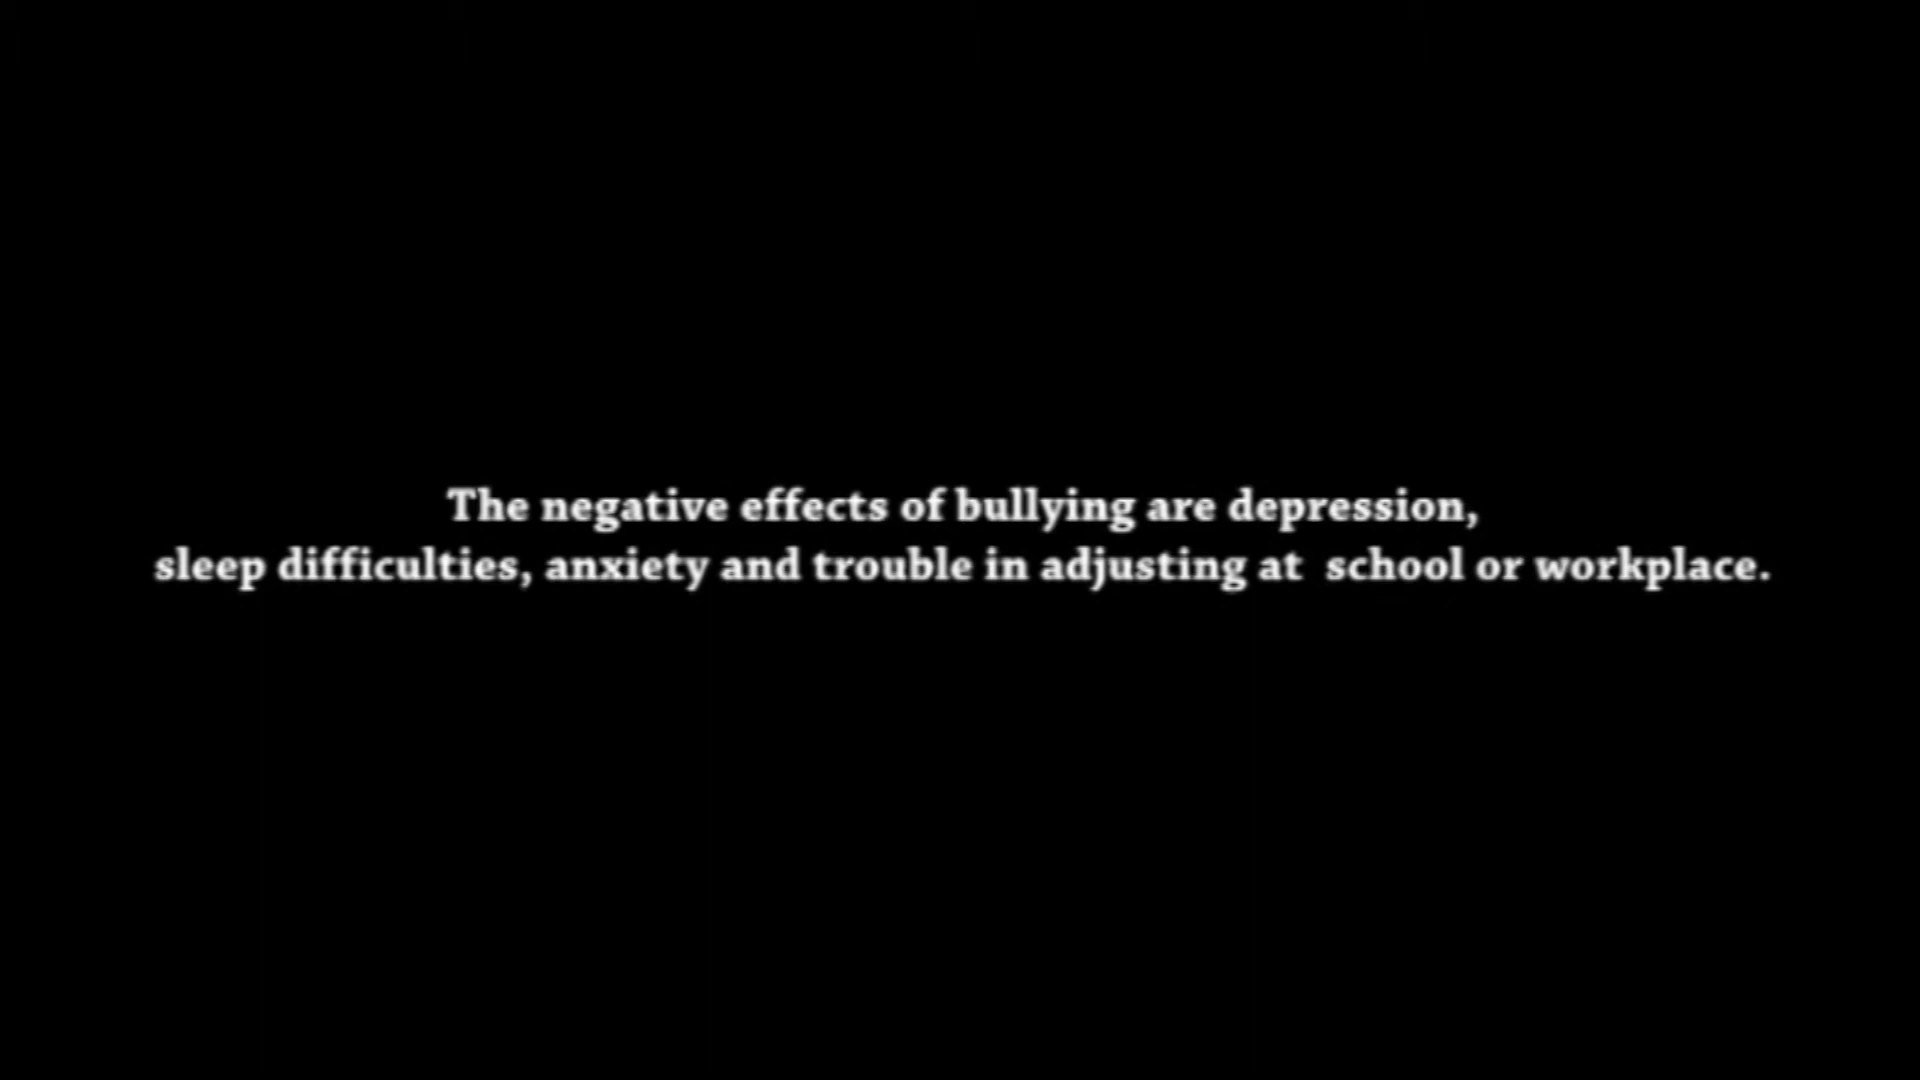 The negative effects of bullying are depression,
sleep difficulties, anxiety and trouble in adjusting at  school or workplace.